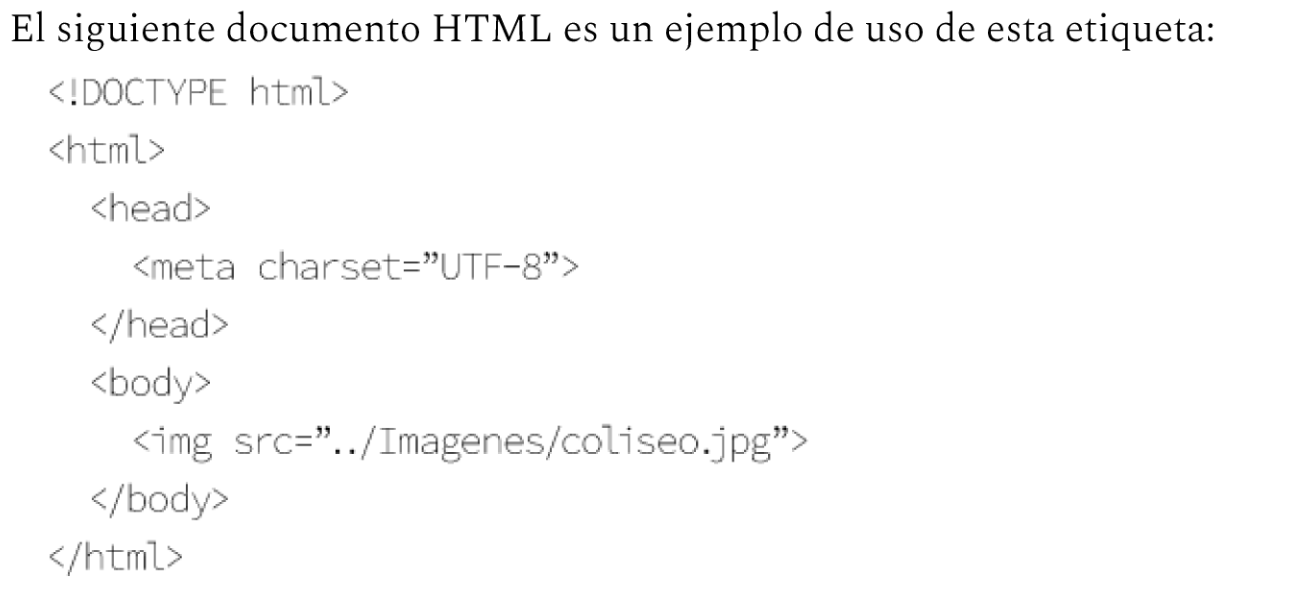 El siguiente documento HTML es un ejemplo de uso de esta etiqueta:
<!DOCTYPE html>
<html>
<head>
<meta charset=”UTF-8”>
</head>
<body>
<img src=”../Imagenes/coliseo.jpg”>
</body>
</html>